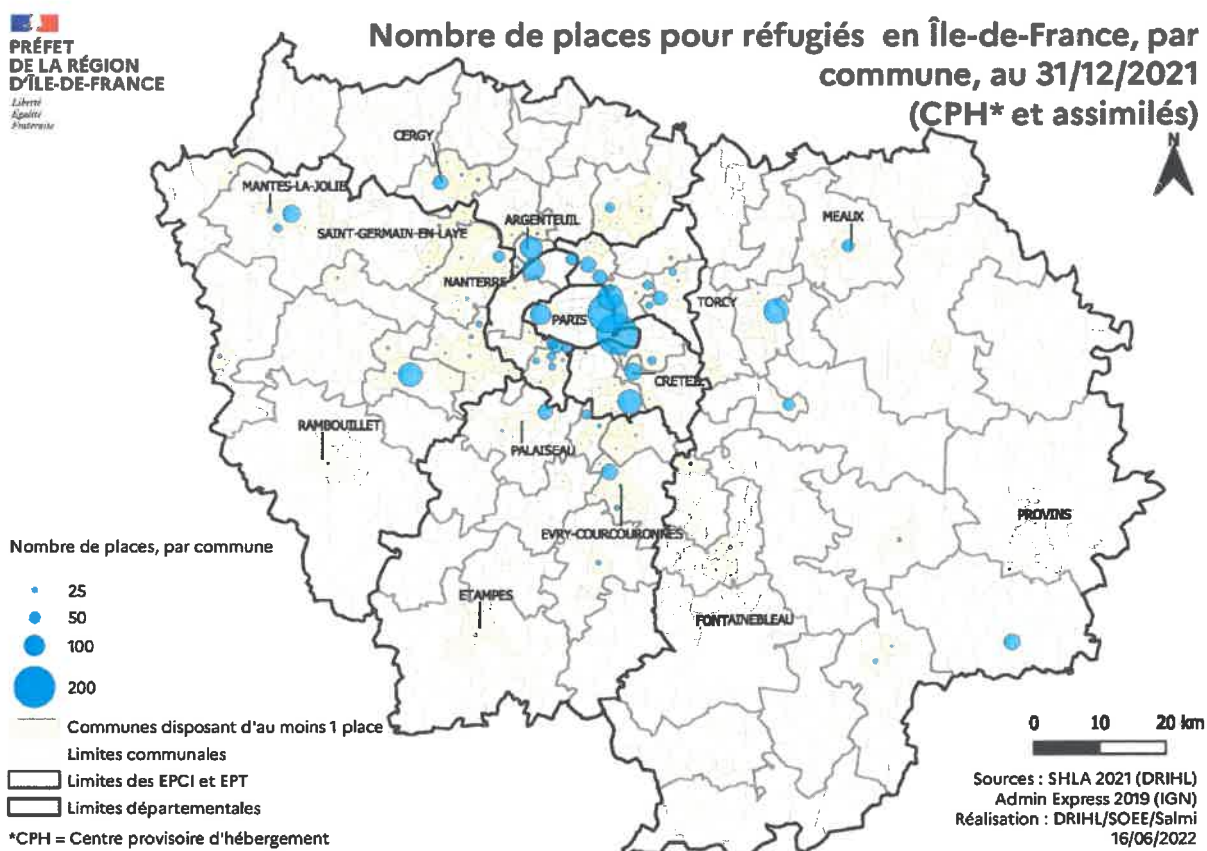 PRÉFET
DE LA RÉGION
D'ÎLE-DE-FRANCE
Liberté
Égalité
Fraternité
Nombre de places pour réfugiés en Île-de-France, par
commune, au 31/12/2021
(CPH* et assimilés)
N
CERGY
MANTES-LA-JOLIE
ARGENTEUIL
MEAUX
SAINT-GERMAIN-EN-LAYE
NANTERRE
TORCY
PARIS
CRETEIL
RAMBOUILLET
PALAISEAU
PROVINS
EVRY-COURCOURONNES
ETAMPES
FONTAINEBLEAU
Nombre de places, par commune
25
50
100
200
Communes disposant d'au moins 1 place
Limites communales
Limites des EPCI et EPT
Limites départementales
*CPH = Centre provisoire d'hébergement
0 10 20 km
Sources : SHLA 2021 (DRIHL)
Admin Express 2019 (IGN)
Réalisation : DRIHL/SOEE/Salmi
16/06/2022